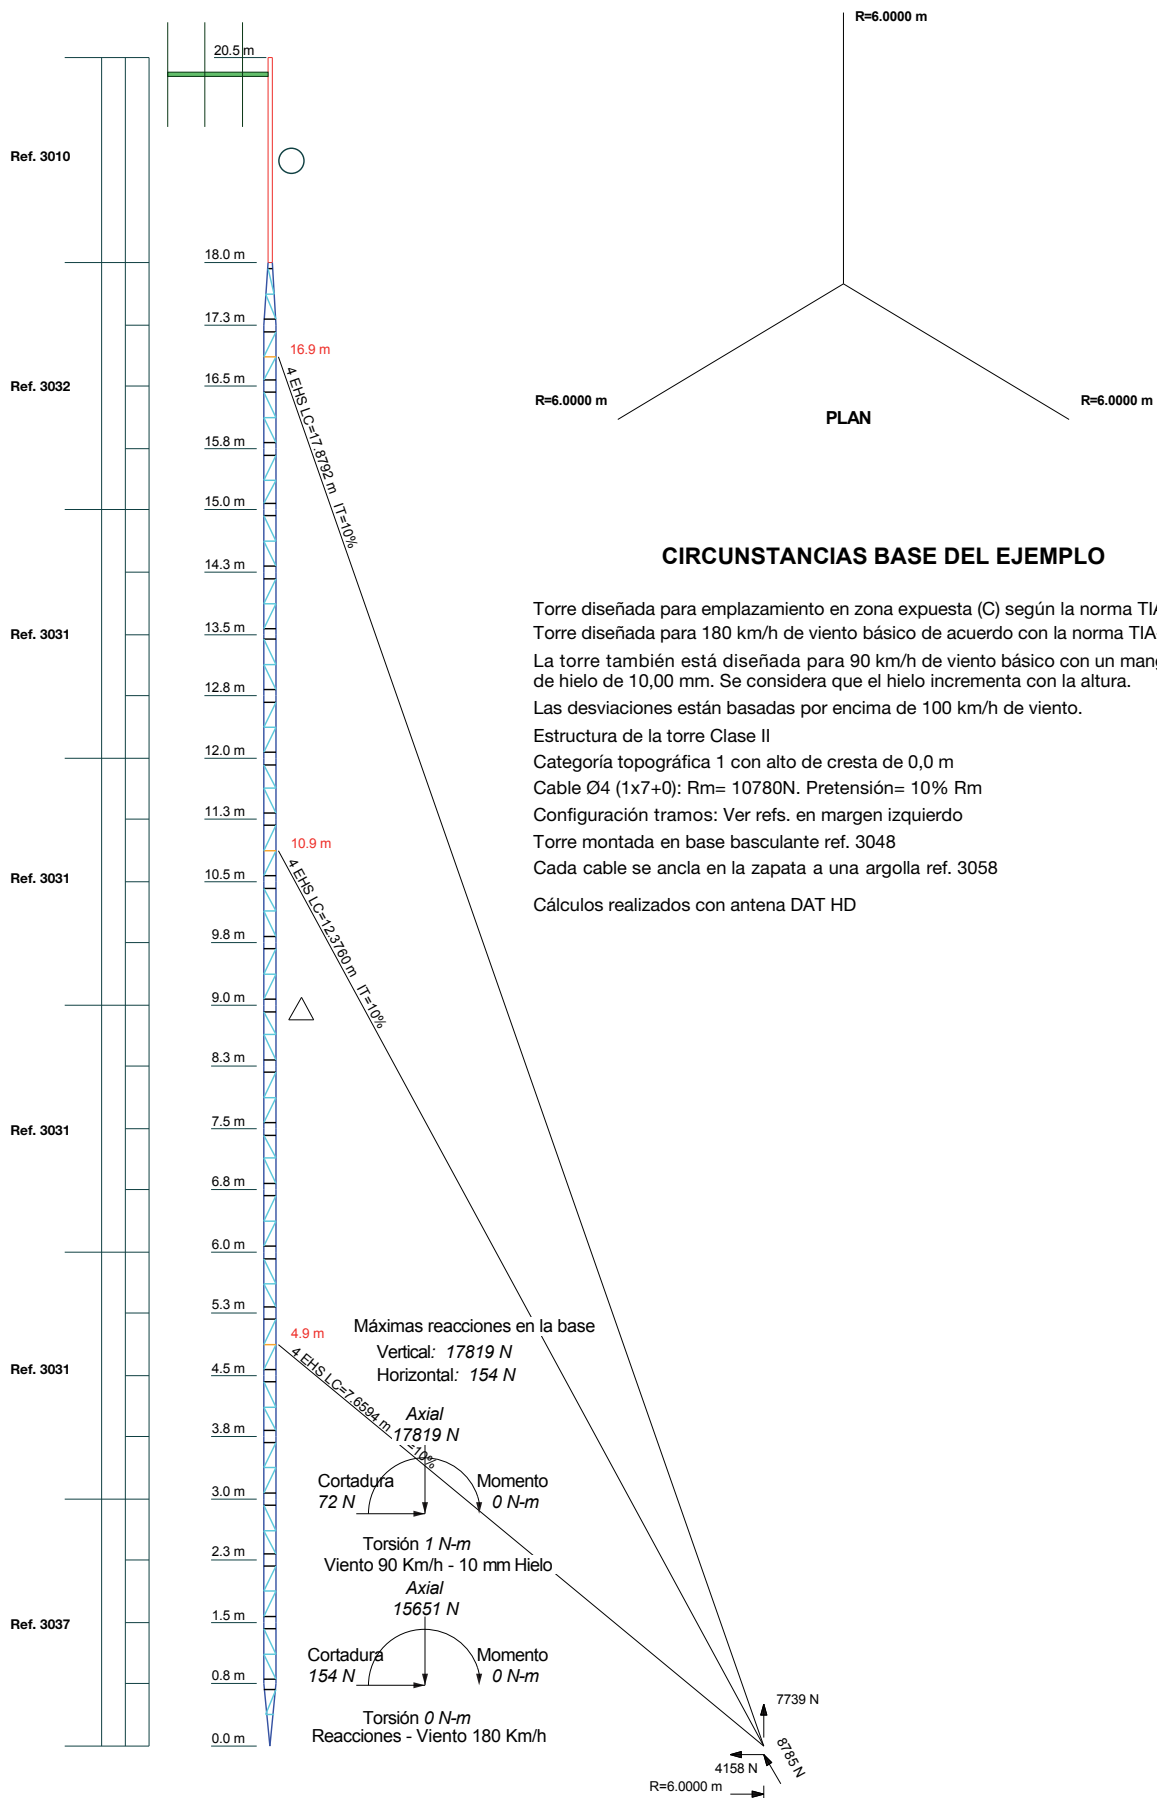 R=6.0000 m
20.5 m
Ref. 3010
18.0 m
17.3 m
16.9 m
16.5 m
Ref. 3032
4 EHS LC=17.8792 m IT=10%
R=6.0000 m
R=6.0000 m
PLAN
15.8 m
15.0 m
14.3 m
CIRCUNSTANCIAS BASE DEL EJEMPLO
Torre diseñada para emplazamiento en zona expuesta (C) según la norma TIA
Torre diseñada para 180 km/h de viento básico de acuerdo con la norma TIA
La torre también está diseñada para 90 km/h de viento básico con un mang
de hielo de 10,00 mm. Se considera que el hielo incrementa con la altura.
Las desviaciones están basadas por encima de 100 km/h de viento.
Estructura de la torre Clase II
Categoría topográfica 1 con alto de cresta de 0,0 m
Cable Ø4 (1x7+0): Rm= 10780N. Pretensión= 10% Rm
Configuración tramos: Ver refs. en margen izquierdo
Torre montada en base basculante ref. 3048
Cada cable se ancla en la zapata a una argolla ref. 3058
Cálculos realizados con antena DAT HD
13.5 m
Ref. 3031
12.8 m
12.0 m
11.3 m
10.9 m
10.5 m
Ref. 3031
4 EHS LC=12.3760 m IT=10%
9.8 m
9.0 m
8.3 m
7.5 m
Ref. 3031
6.8 m
6.0 m
5.3 m
4.9 m
4.5 m
Ref. 3031
4 EHS LC=7.6594 m =10%
3.8 m
3.0 m
2.3 m
1.5 m
Ref. 3037
0.8 m
0.0 m
Máximas reacciones en la base
Vertical: 17819 N
Horizontal: 154 N
Axial
17819 N
Cortadura
72 N
Momento
0 N-m
Torsión 1 N-m
Viento 90 Km/h - 10 mm Hielo
Axial
15651 N
Cortadura
154 N
Momento
0 N-m
Torsión 0 N-m
Reacciones - Viento 180 Km/h
7739 N
8785 N
4158 N
R=6.0000 m